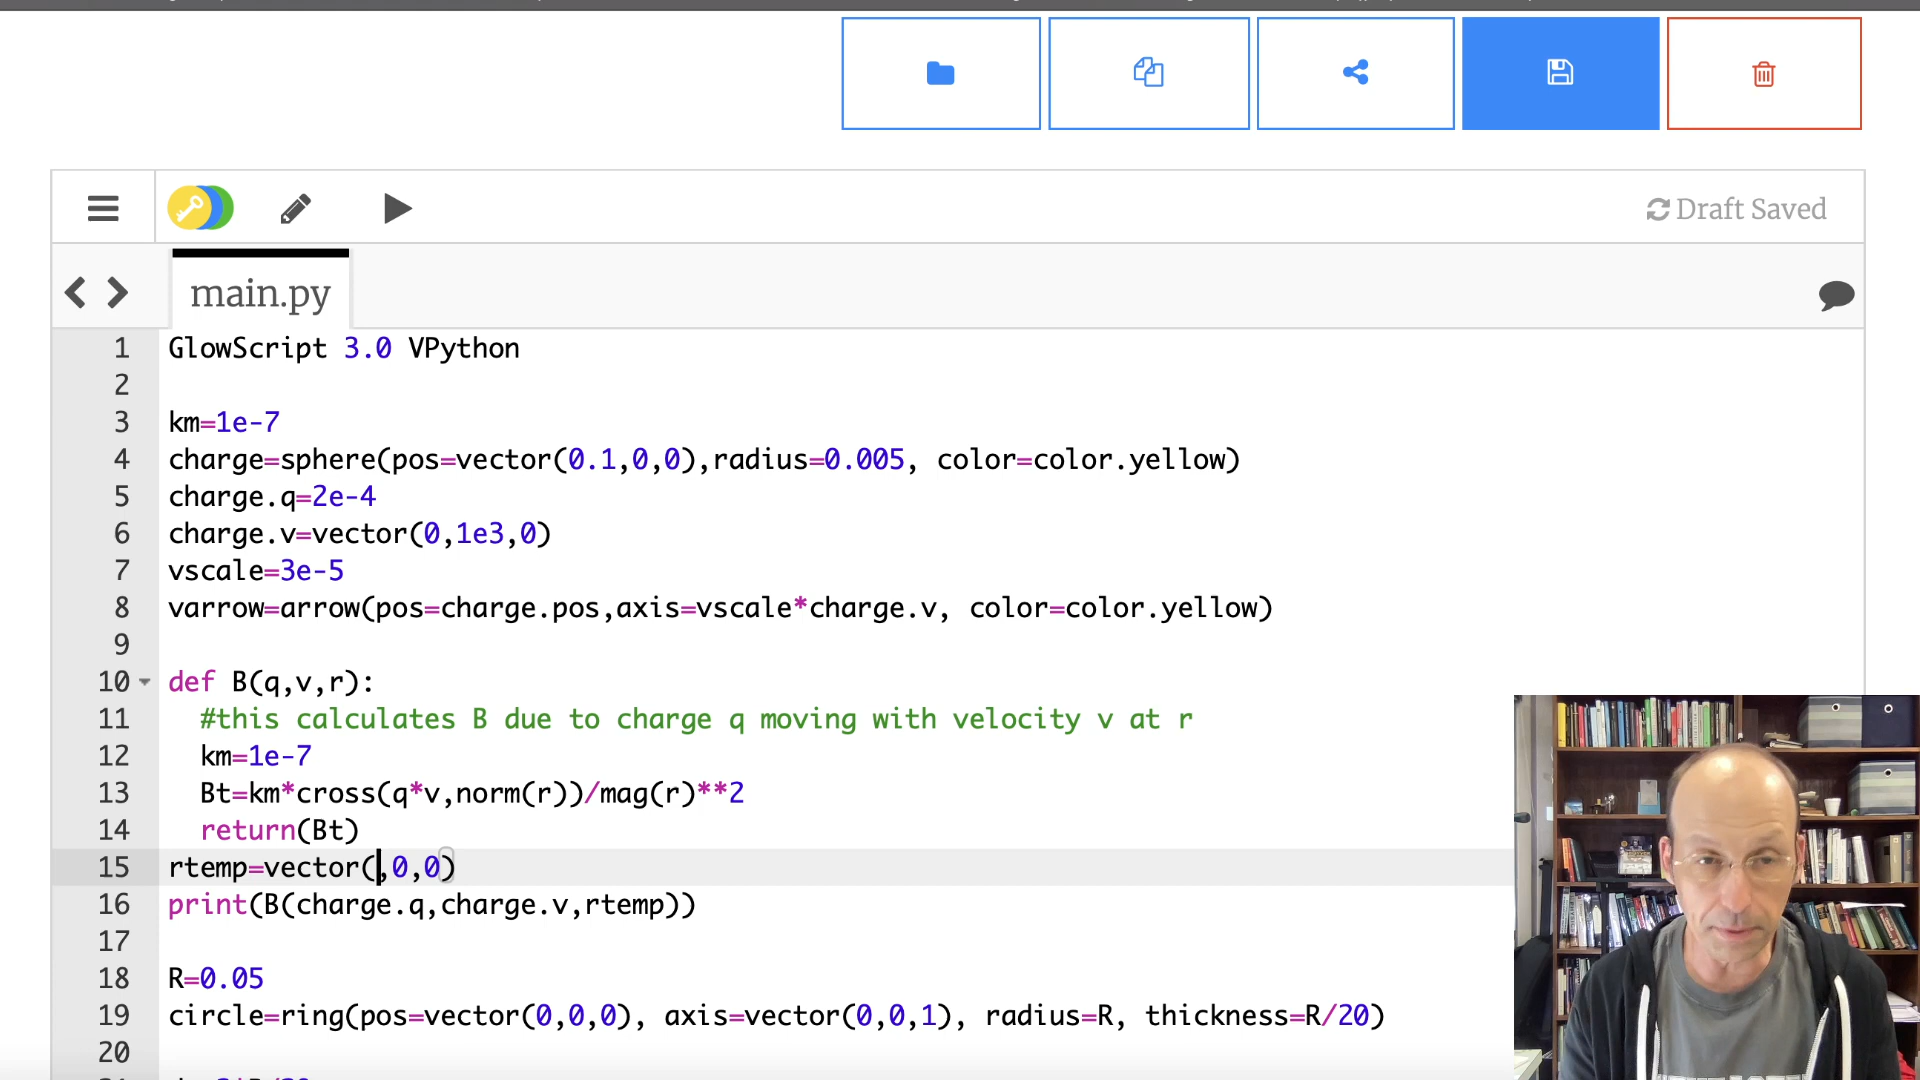 Draft Saved
main.py
1 GlowScript 3.0 VPython
2
3 km=1e-7
4 charge=sphere(pos=vector(0.1,0,0),radius=0.005, color=color.yellow)
5 charge.q=2e-4
6 charge.v=vector(0,1e3,0)
7 vscale=3e-5
8 varrow=arrow(pos=charge.pos,axis=vscale*charge.v, color=color.yellow)
9
10 def B(q,v,r):
11 #this calculates B due to charge q moving with velocity v at r
12 km=1e-7
13 Bt=km*cross(q*v,norm(r))/mag(r)**2
14 return(Bt)
15 rtemp=vector(,0,0)
16 print(B(charge.q,charge.v,rtemp))
17
18 R=0.05
19 circle=ring(pos=vector(0,0,0), axis=vector(0,0,1), radius=R, thickness=R/20)
20